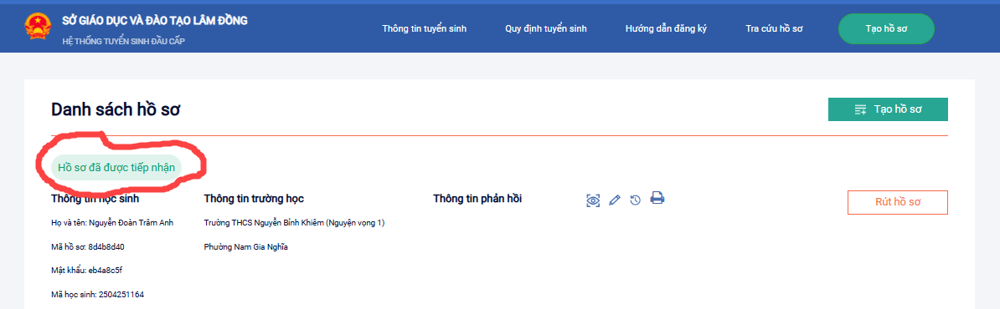 SỞ GIÁO DỤC VÀ ĐÀO TẠO LÂM ĐỒNG
HỆ THỐNG TUYỂN SINH ĐẦU CẤP
Thông tin tuyển sinh
Quy định tuyển sinh
Hướng dẫn đăng ký
Tra cứu hồ sơ
Tạo hồ sơ
Danh sách hồ sơ
Tạo hồ sơ
Hồ sơ đã được tiếp nhận
Thông tin học sinh
Thông tin trường học
Thông tin phản hồi
Rút hồ sơ
Họ và tên: Nguyễn Đoàn Trâm Anh
Trường THCS Nguyễn Bỉnh Khiêm (Nguyện vọng 1)
Mã hồ sơ: 8d4b8d40
Phường Nam Gia Nghĩa
Mật khẩu: eb4a8c5f
Mã học sinh: 2504251164